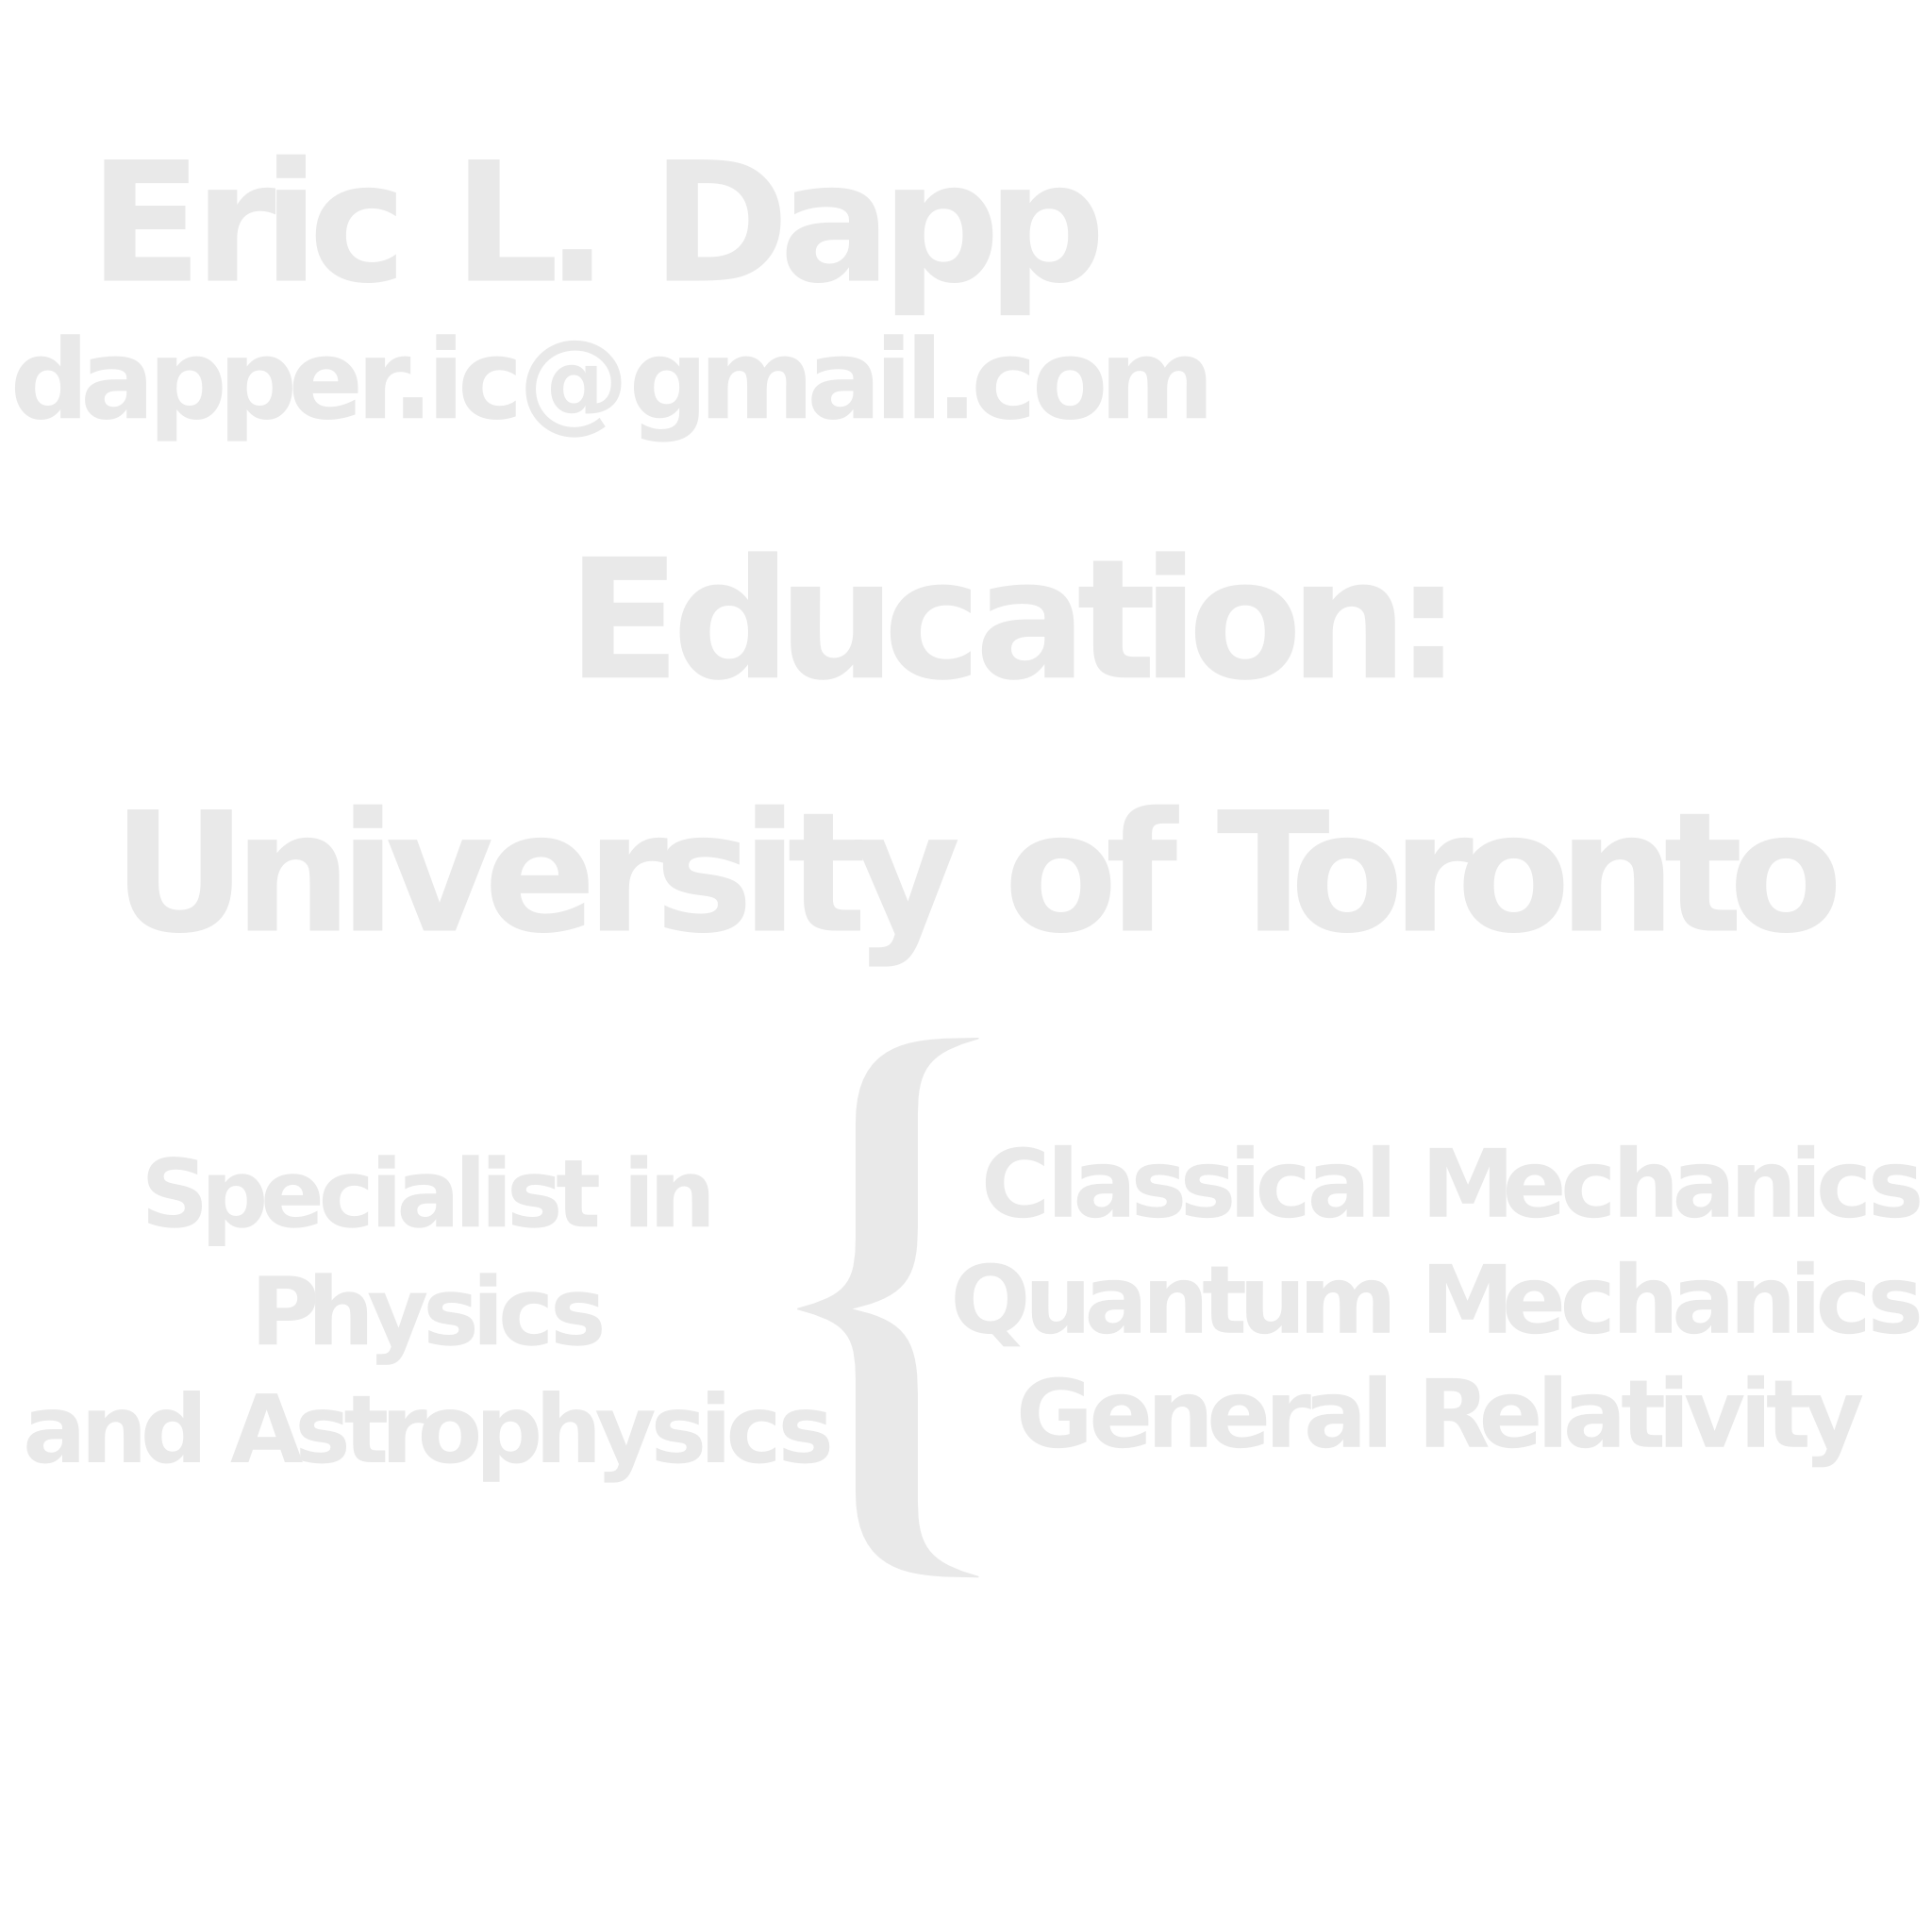 Eric L. Dapp
dapper.ic@gmail.com
Education:
University of Toronto
Specialist in
Physics
and Astrophysics
{
Classical Mechanics
Quantum Mechanics
General Relativity